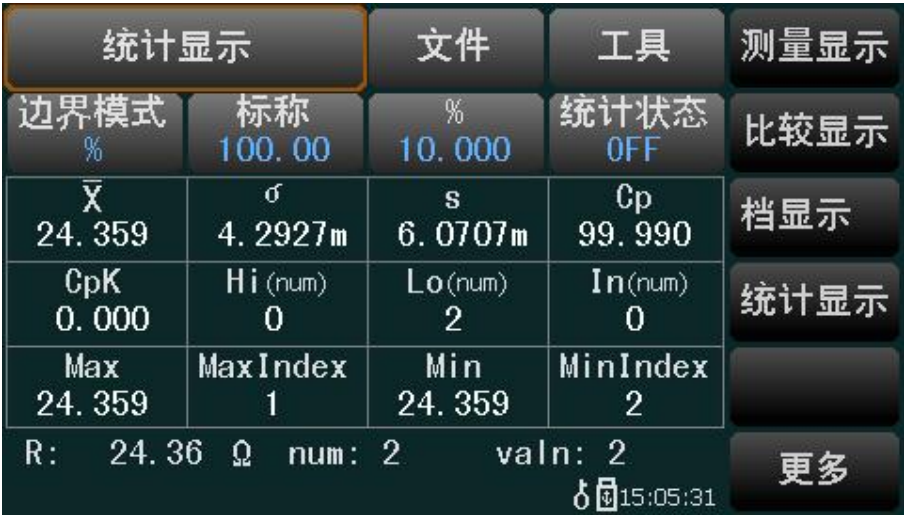 统计显示 文件 工具 测量显示
边界模式 标称 % 统计状态
% 100.00 10.000 OFF
比较显示
X̅ σ s Cp
24.359 4.2927m 6.0707m 99.990
档显示
CpK Hi(num) Lo(num) In(num)
0.000 0 2 0
统计显示
Max MaxIndex Min MinIndex
24.359 1 24.359 2
R: 24.36 Ω num: 2 valn: 2
更多
15:05:31